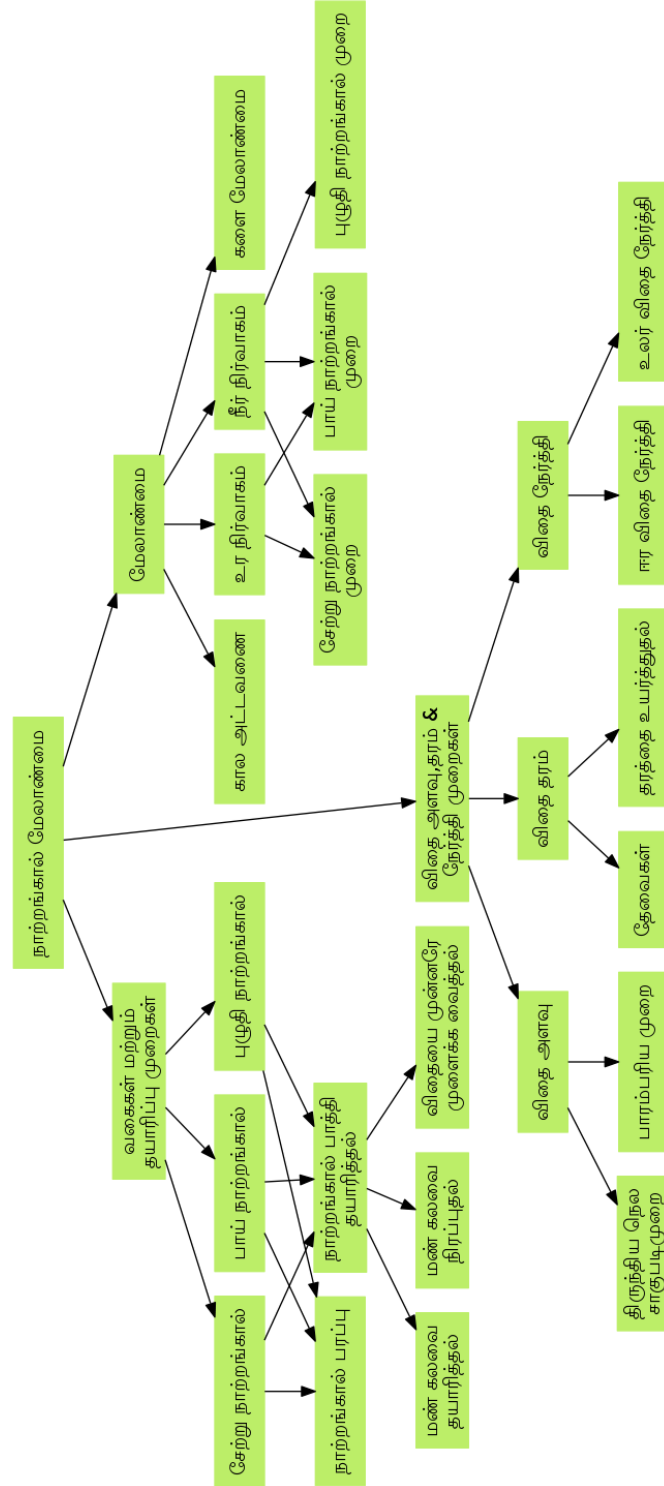 நாற்றங்கால் மேலாண்மை
வகைகள் மற்றும்
தயாரிப்பு முறைகள்
மேலாண்மை
சேற்று நாற்றங்கால்
பாய் நாற்றங்கால்
புழுதி நாற்றங்கால்
கால அட்டவணை
உர நிர்வாகம்
நீர் நிர்வாகம்
களை மேலாண்மை
நாற்றங்கால் பரப்பு
நாற்றங்கால் பாத்தி
தயாரித்தல்
சேற்று நாற்றங்கால்
முறை
பாய் நாற்றங்கால்
முறை
புழுதி நாற்றங்கால் முறை
மண் கலவை
தயாரித்தல்
மண் கலவை
நிரப்புதல்
விதையை முன்னரே
முளைக்க வைத்தல்
விதை அளவு,தரம் &
நேர்த்தி முறைகள்
விதை அளவு
விதை தரம்
விதை நேர்த்தி
திருந்திய நெல
சாகுபடிமுறை
பாரம்பரிய முறை
தேவைகள்
தரத்தை உயர்த்துதல்
ஈர விதை நேர்த்தி
உலர் விதை நேர்த்தி